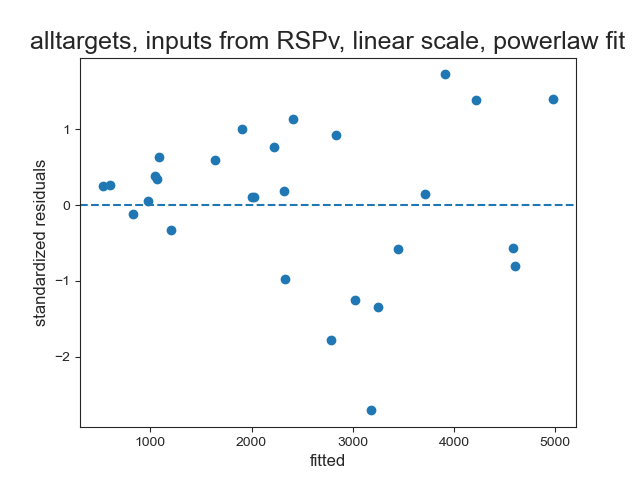 alltargets, inputs from RSPv, linear scale, powerlaw fit
standardized residuals
1
0
−1
−2
1000 2000 3000 4000 5000
fitted